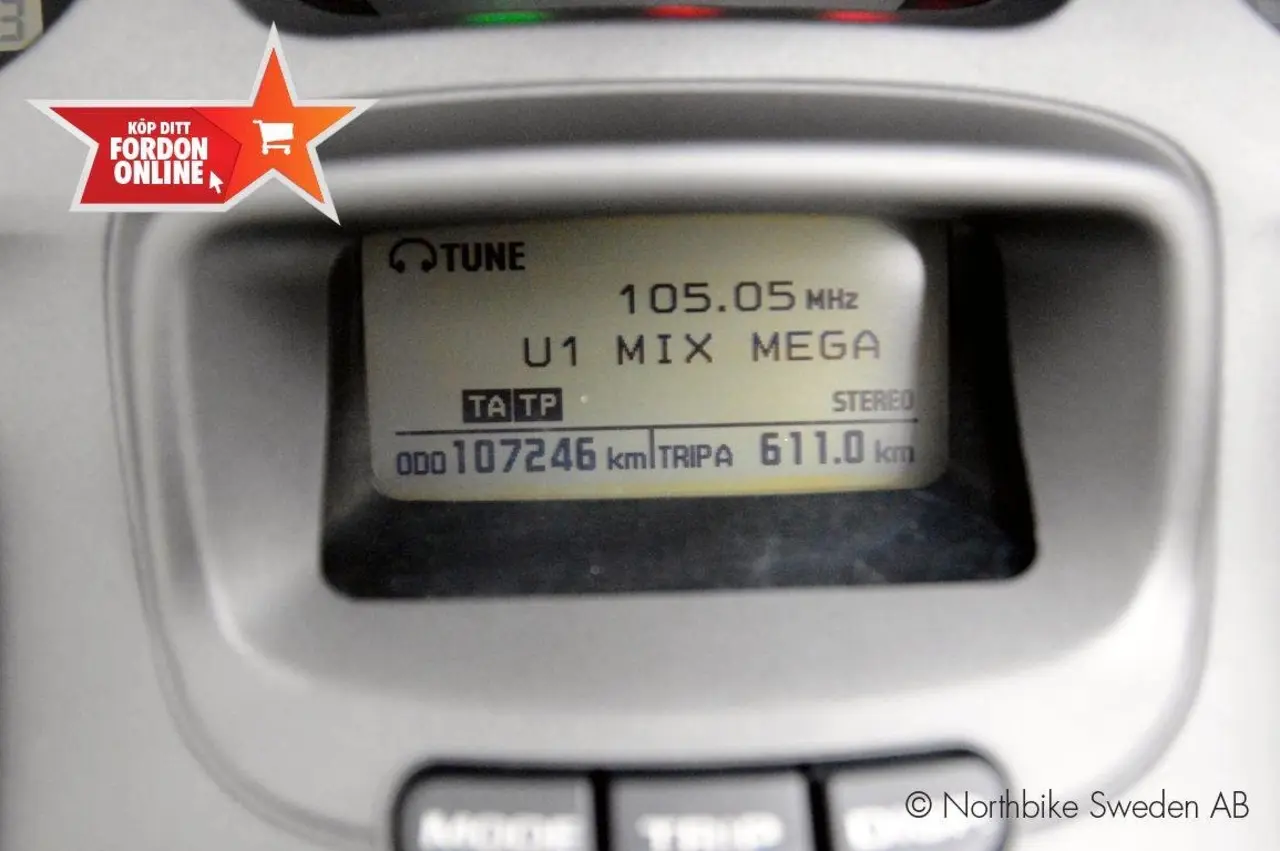 KÖP DITT
FORDON
ONLINE
TUNE
105.05 MHz
U1 MIX MEGA
TA TP
STEREO
ODO 107246 km TRIPA 611.0 km
MODE TRIP
© Northbike Sweden AB